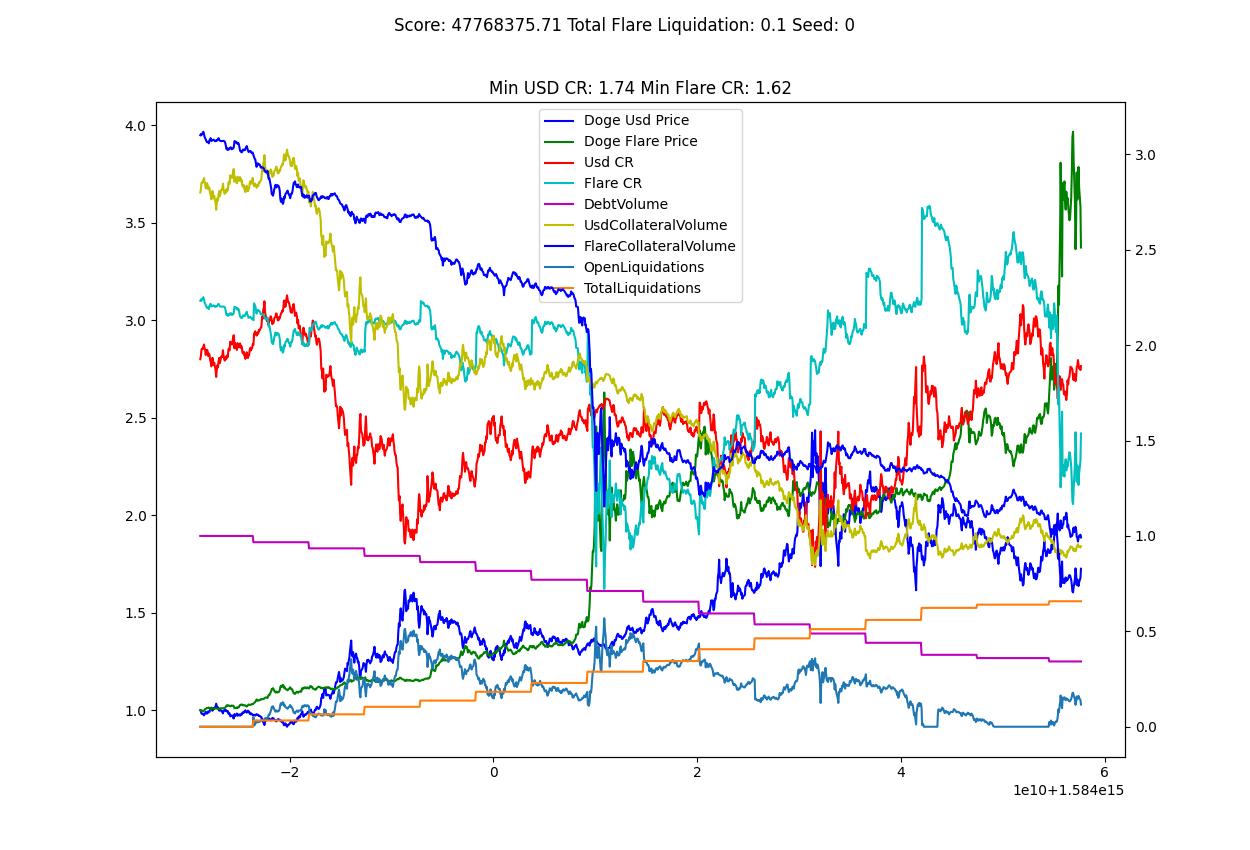 Score: 47768375.71 Total Flare Liquidation: 0.1 Seed: 0
Min USD CR: 1.74 Min Flare CR: 1.62
Doge Usd Price
Doge Flare Price
Usd CR
Flare CR
DebtVolume
UsdCollateralVolume
FlareCollateralVolume
OpenLiquidations
TotalLiquidations
4.0
3.5
3.0
2.5
2.0
1.5
1.0
3.0
2.5
2.0
1.5
1.0
0.5
0.0
−2
0
2
4
6
1e10+1.584e15